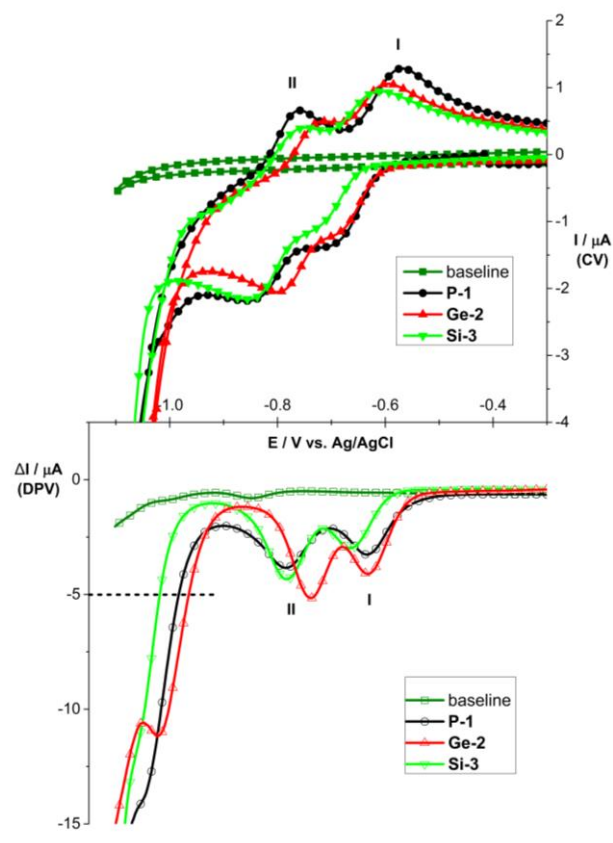 2
I
II
1
0
-1
I / μA
(CV)
baseline
P-1
Ge-2
Si-3
-2
-3
-4
-1.0 -0.8 -0.6 -0.4
E / V vs. Ag/AgCl
ΔI / μA
(DPV)
0
-5
II I
-10
baseline
P-1
Ge-2
Si-3
-15